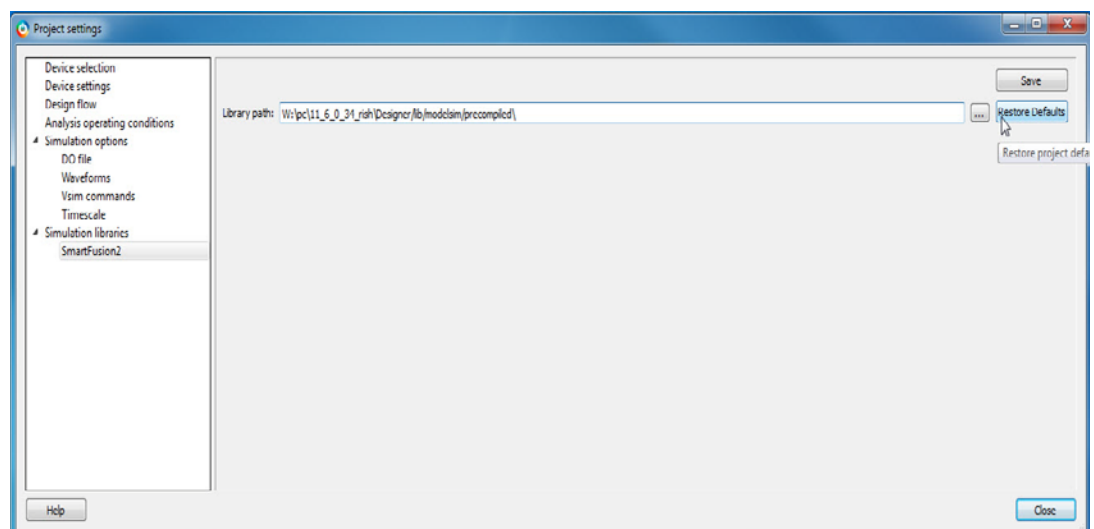 Project settings
Device selection
Device settings
Design flow
Analysis operating conditions
Simulation options
DO file
Waveforms
Vsim commands
Timescale
Simulation libraries
SmartFusion2
Save
Library path: W:\pc\11_6_0_34_rish\Designer/lib/modelsim/precompiled\ ... Restore Defaults
Restore project defa
Help
Close